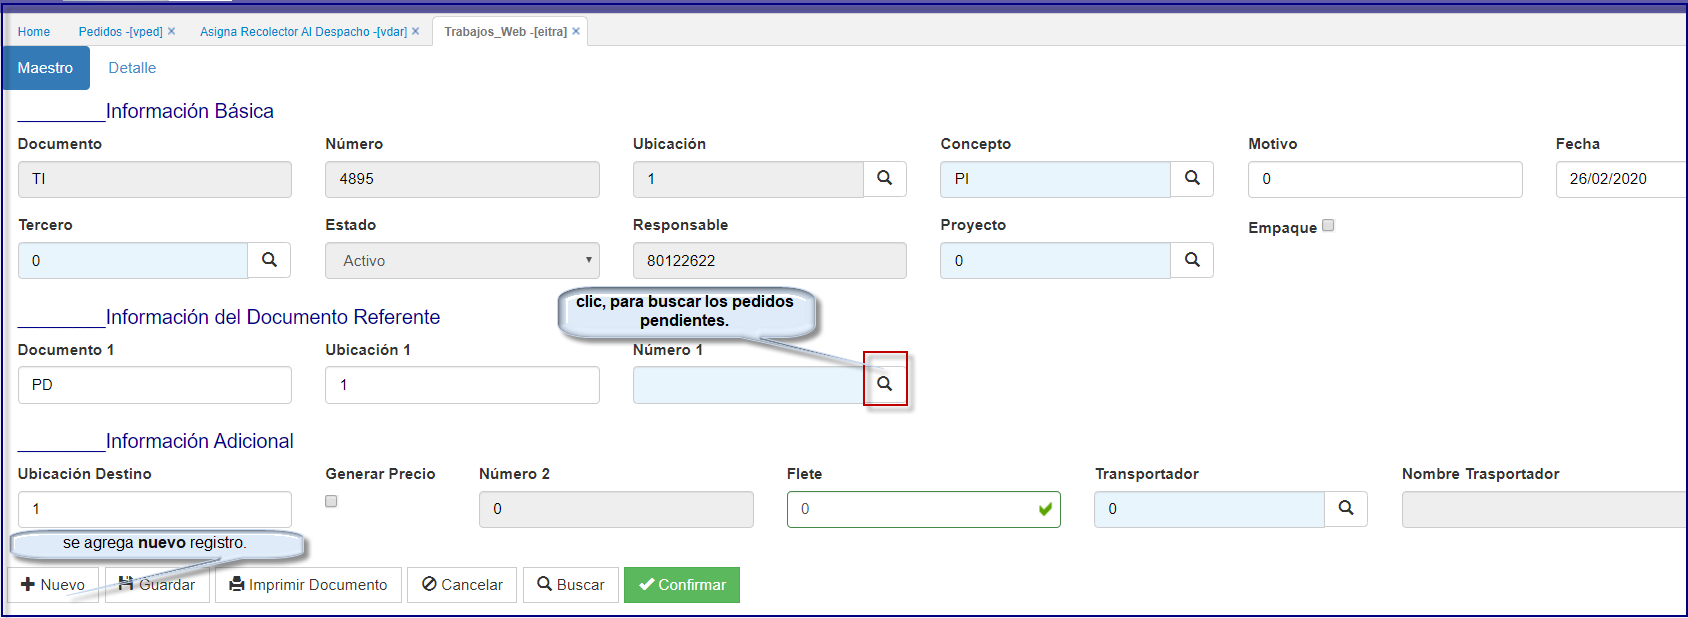 Home Pedidos -[vped] × Asigna Recolector Al Despacho -[vdar] × Trabajos_Web -[eitra] ×
Maestro Detalle
________Información Básica
Documento Número Ubicación Concepto Motivo Fecha
TI 4895 1 PI 0 26/02/2020
Tercero Estado Responsable Proyecto Empaque
0 Activo 80122622 0
clic, para buscar los pedidos
pendientes.
________Información del Documento Referente
Documento 1 Ubicación 1 Número 1
PD 1
________Información Adicional
Ubicación Destino Generar Precio Número 2 Flete Transportador Nombre Trasportador
1 0 0 0
se agrega nuevo registro.
Nuevo Guardar Imprimir Documento Cancelar Buscar Confirmar